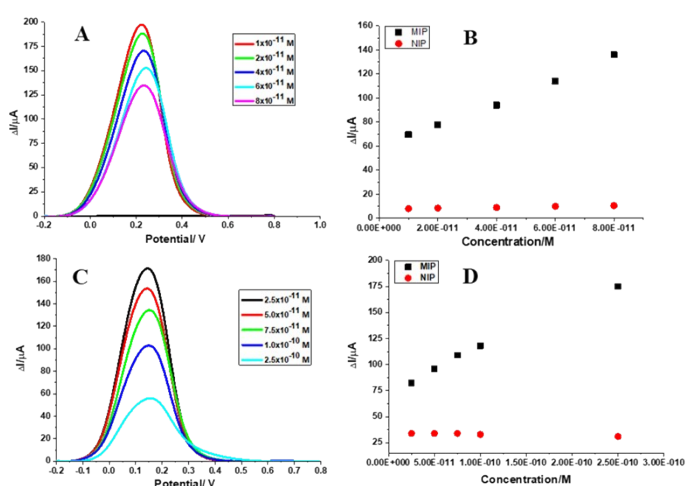 A
200
175
150
125
100
75
50
25
0
ΔI/μA
-0.2
0.0
0.2
0.4
0.6
0.8
1.0
Potential/ V
1x10⁻¹¹ M
2x10⁻¹¹ M
4x10⁻¹¹ M
6x10⁻¹¹ M
8x10⁻¹¹ M
B
MIP
NIP
160
140
120
100
80
60
40
20
0
ΔI/μA
0.00E+000
2.00E-011
4.00E-011
6.00E-011
8.00E-011
Concentration/M
C
180
160
140
120
100
80
60
40
20
0
ΔI/μA
-0.2
-0.1
0.0
0.1
0.2
0.3
0.4
0.5
0.6
0.7
0.8
Potential/ V
2.5x10⁻¹¹ M
5.0x10⁻¹¹ M
7.5x10⁻¹¹ M
1.0x10⁻¹⁰ M
2.5x10⁻¹⁰ M
D
MIP
NIP
200
175
150
125
100
75
50
25
ΔI/μA
0.00E+000
5.00E-011
1.00E-010
1.50E-010
2.00E-010
2.50E-010
3.00E-010
Concentration/M